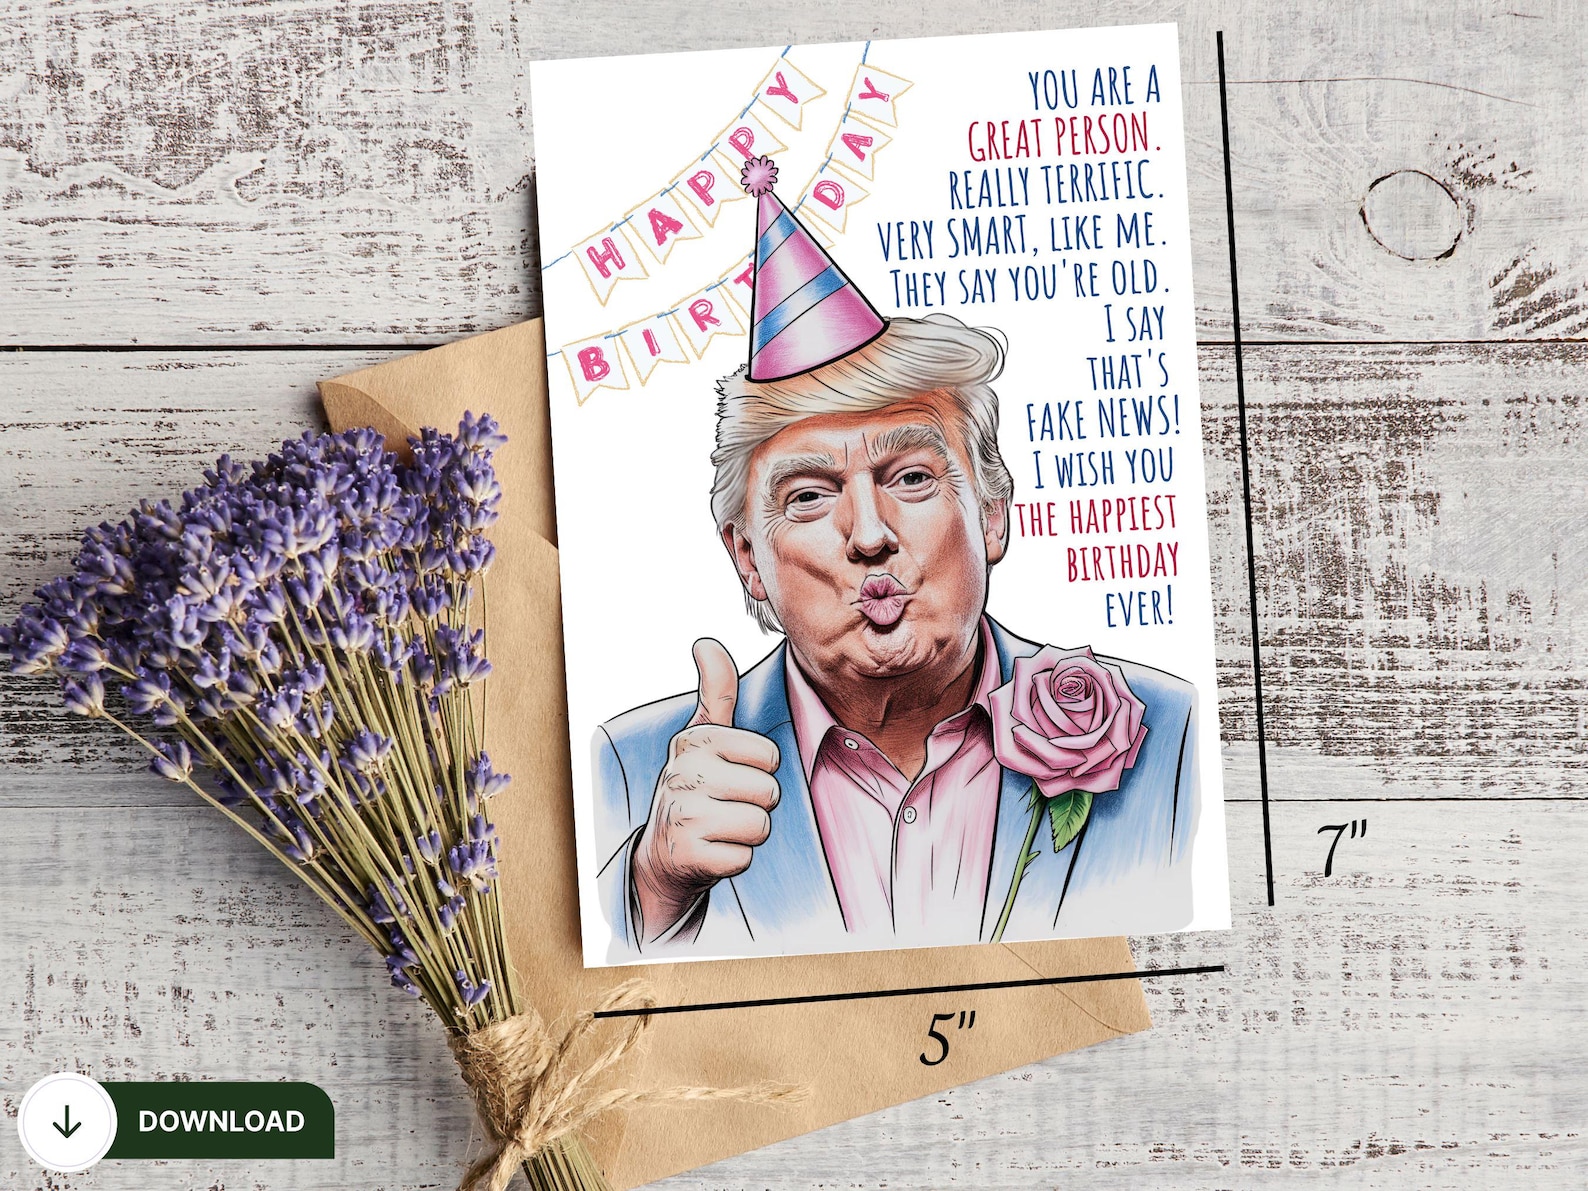 HAPPY
BIRTHDAY
YOU ARE A
GREAT PERSON.
REALLY TERRIFIC.
VERY SMART, LIKE ME.
THEY SAY YOU'RE OLD.
I SAY
THAT'S
FAKE NEWS!
I WISH YOU
THE HAPPIEST
BIRTHDAY
EVER!
7"
5"
DOWNLOAD